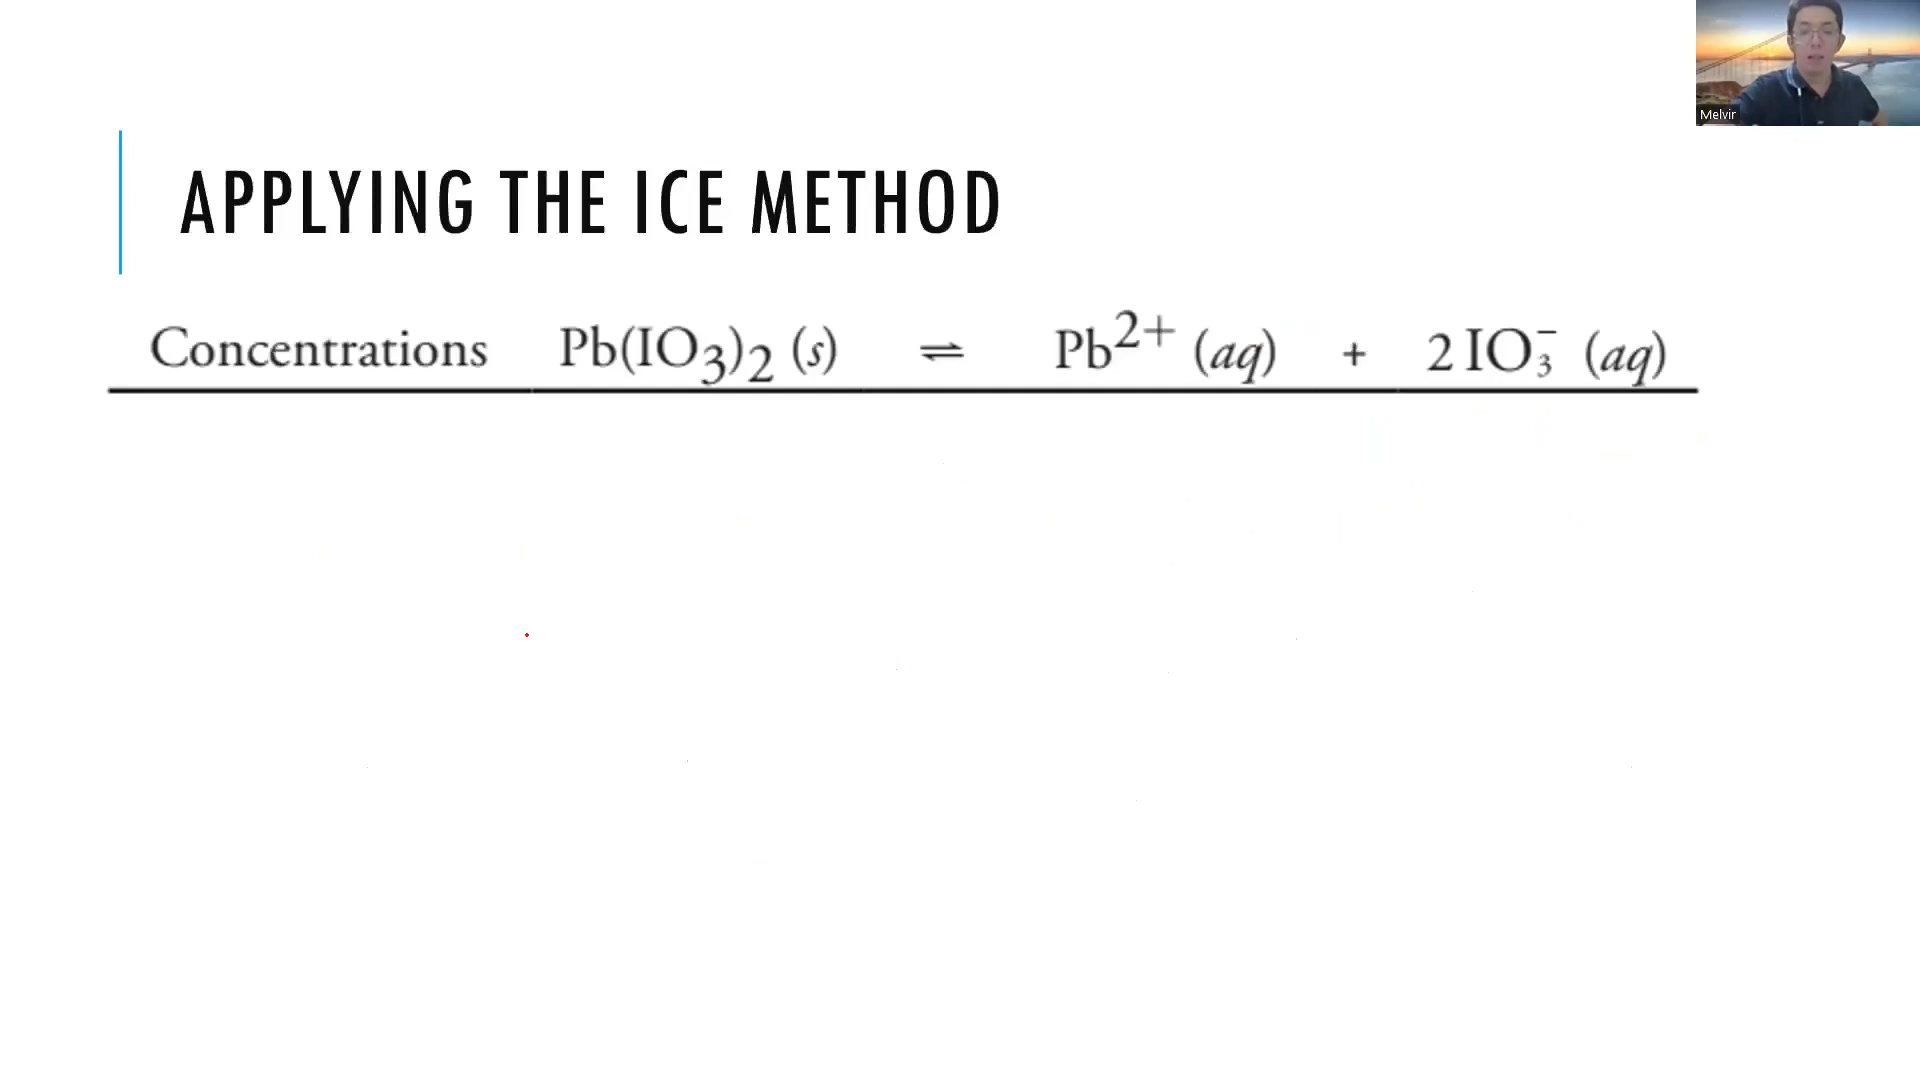 Melvir
APPLYING THE ICE METHOD
Concentrations Pb(IO₃)₂ (s) ⇌ Pb²⁺ (aq) + 2 IO₃⁻ (aq)